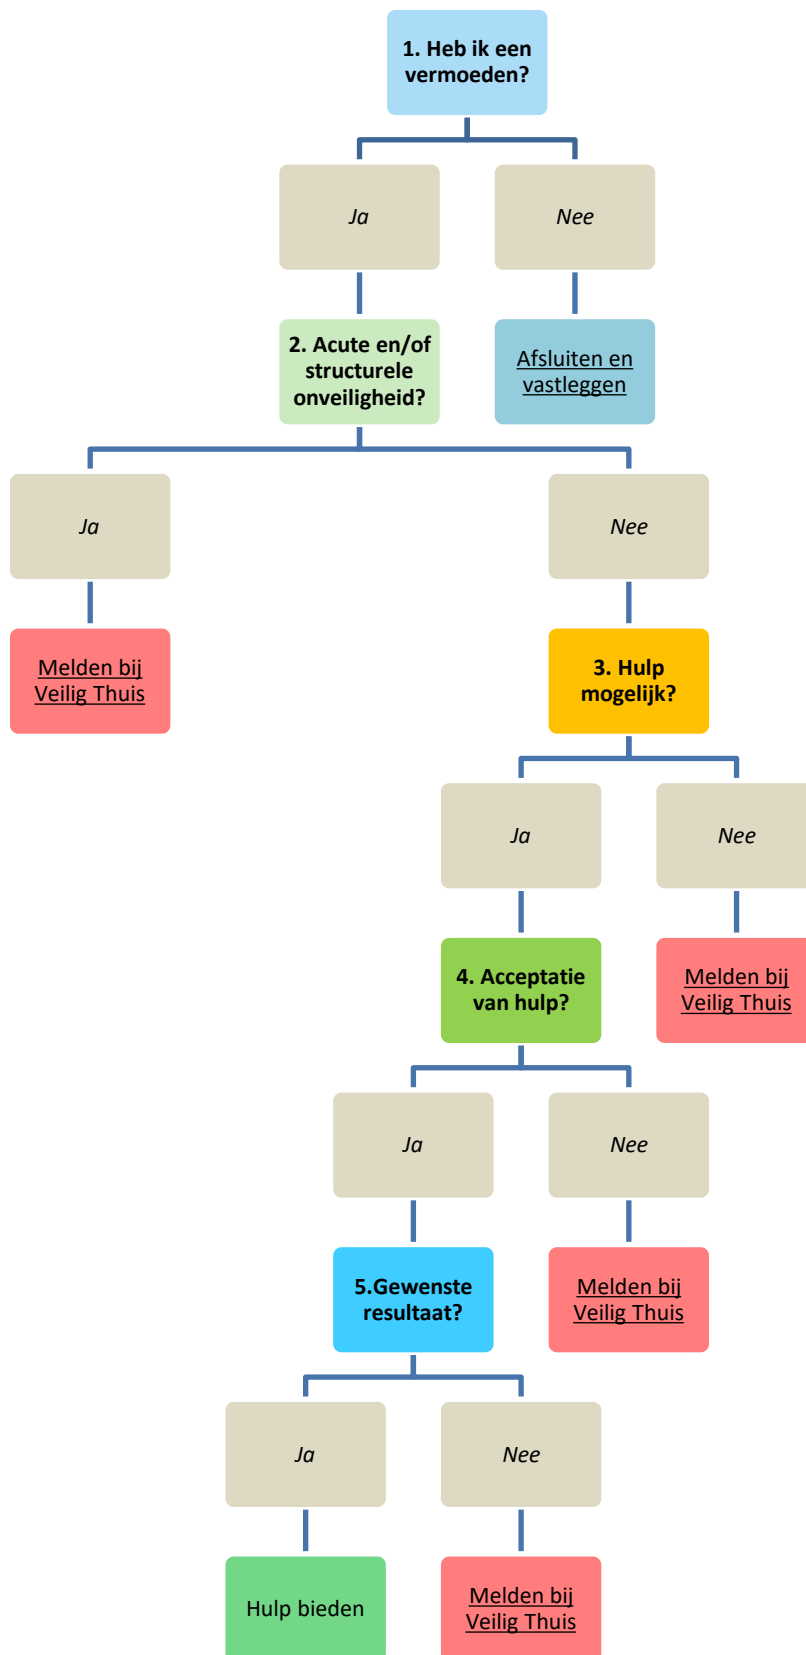 1. Heb ik een
vermoeden?
Ja
Nee
2. Acute en/of
structurele
onveiligheid?
Afsluiten en
vastleggen
Ja
Nee
Melden bij
Veilig Thuis
3. Hulp
mogelijk?
Ja
Nee
4. Acceptatie
van hulp?
Melden bij
Veilig Thuis
Ja
Nee
5.Gewenste
resultaat?
Melden bij
Veilig Thuis
Ja
Nee
Hulp bieden
Melden bij
Veilig Thuis